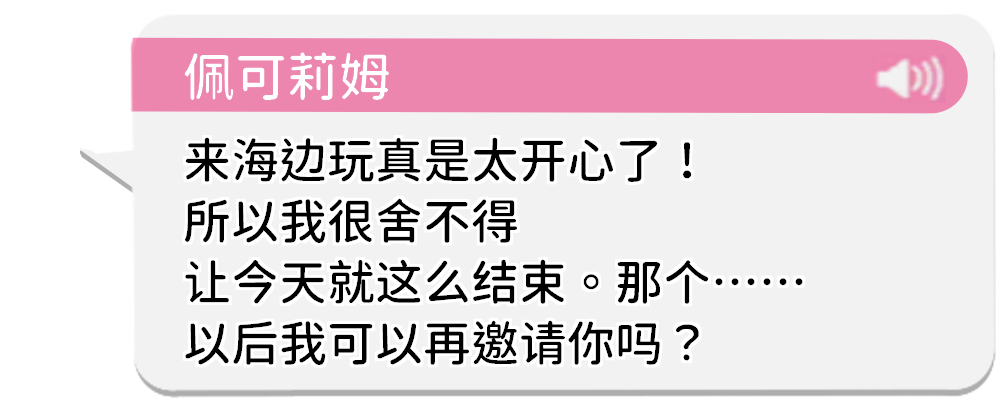 佩可莉姆
来海边玩真是太开心了！
所以我很舍不得
让今天就这么结束。那个……
以后我可以再邀请你吗？